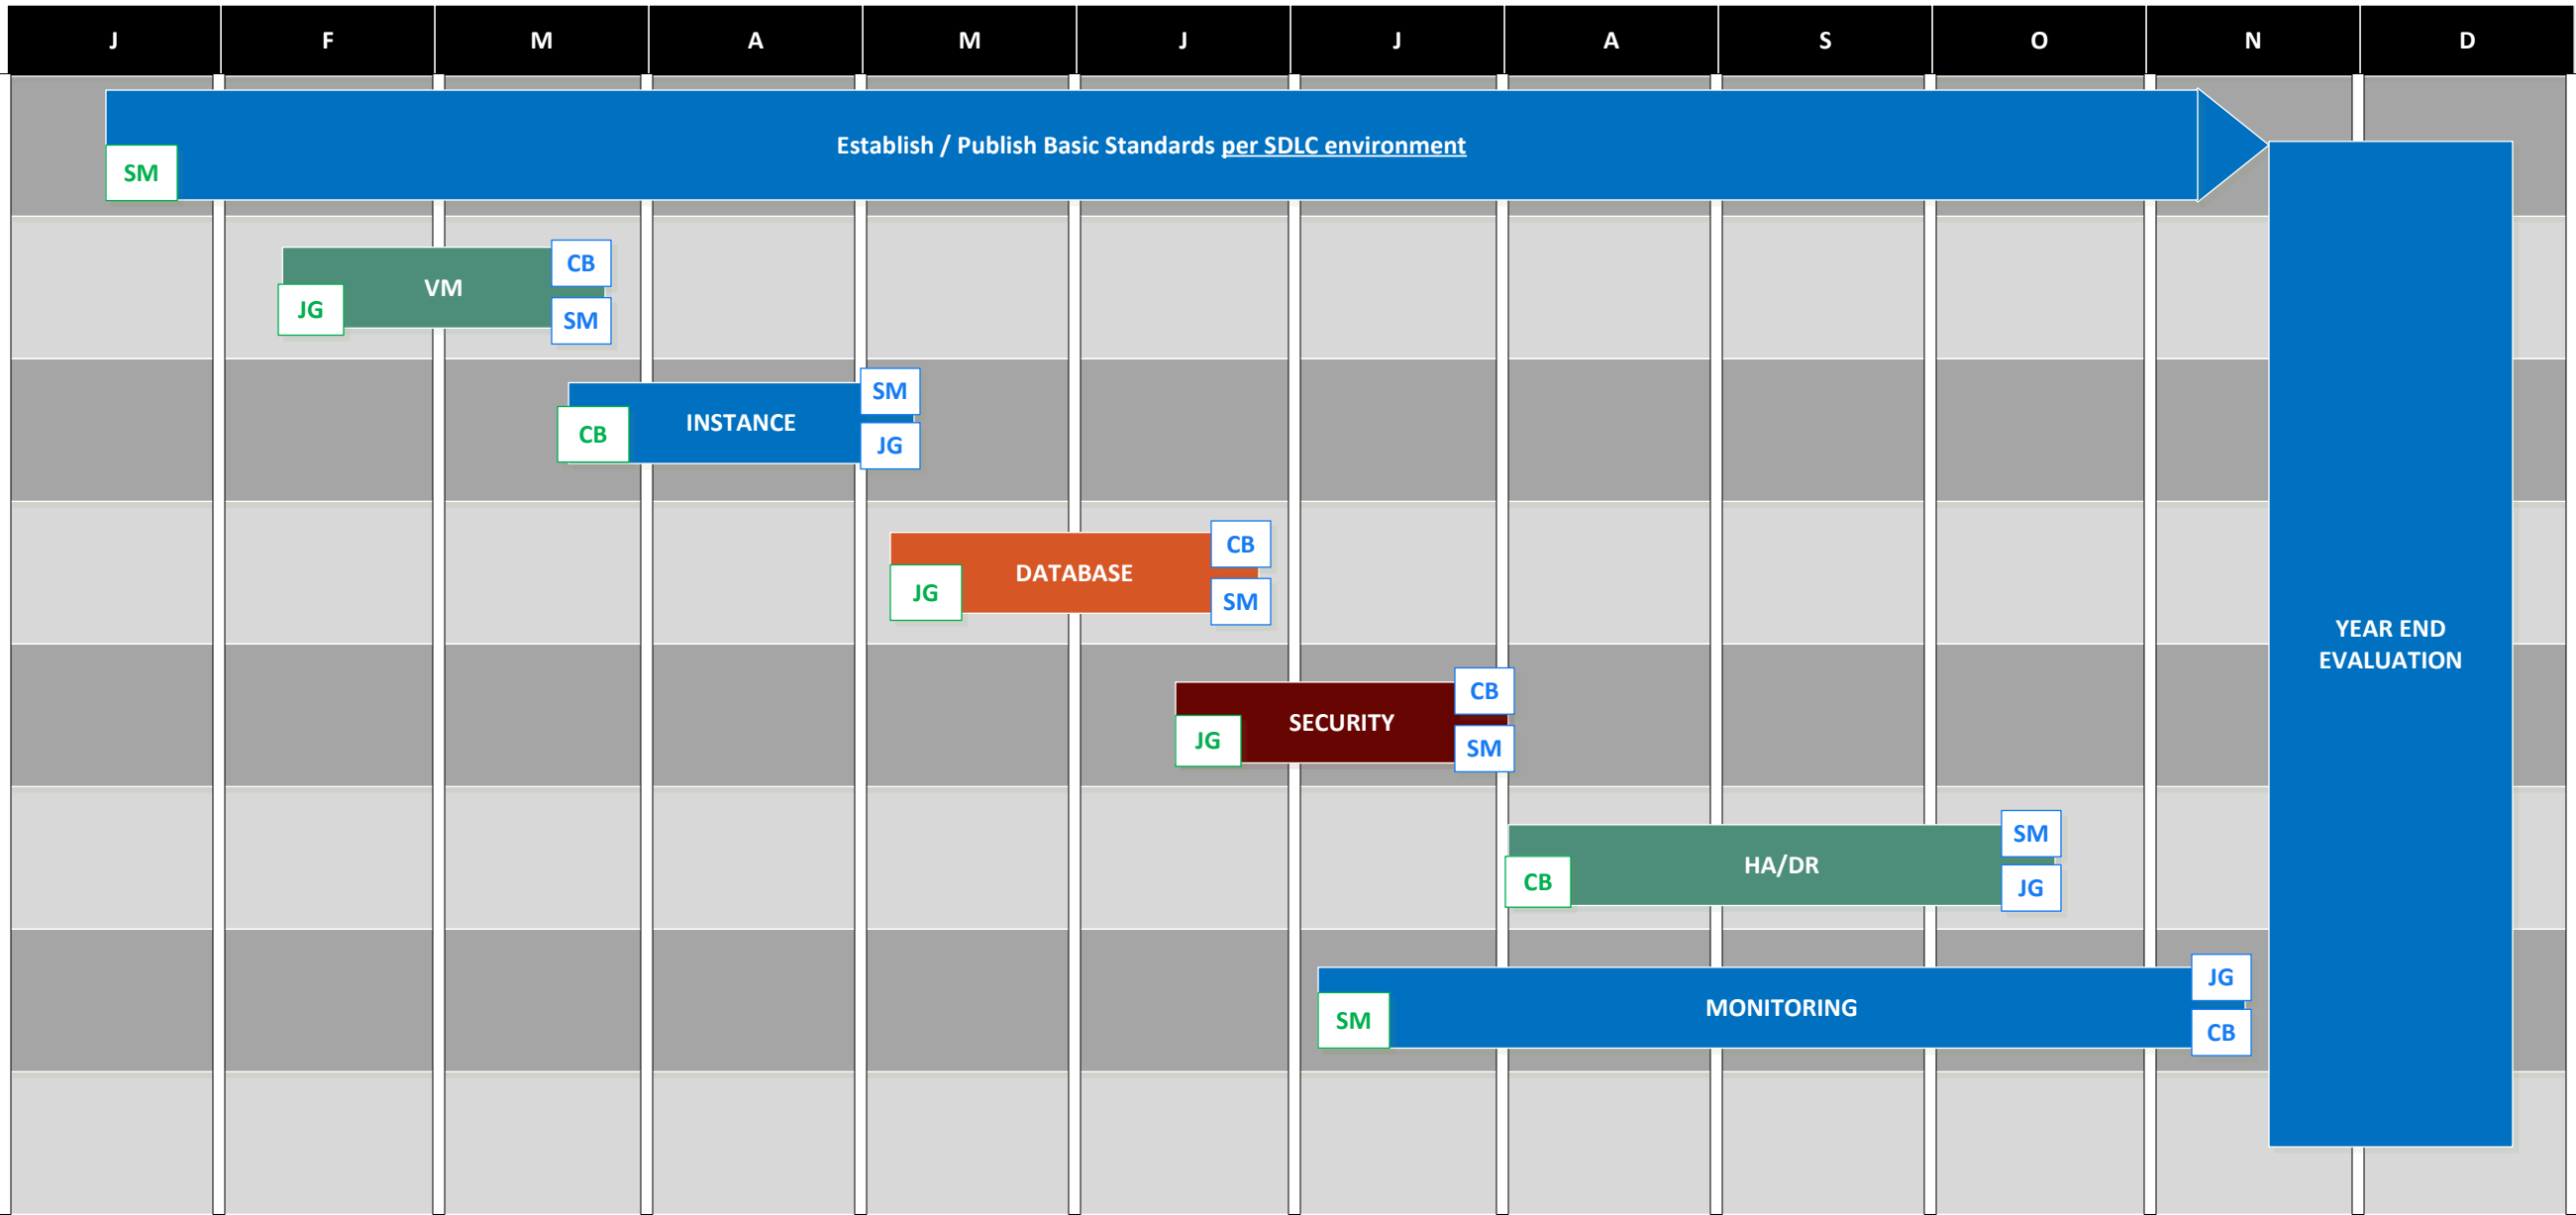 J F M A M J J A S O N D
Establish / Publish Basic Standards per SDLC environment
SM
CB
VM
JG
SM
SM
INSTANCE
CB
JG
CB
DATABASE
JG
SM
YEAR END
EVALUATION
CB
SECURITY
JG
SM
SM
HA/DR
CB
JG
JG
MONITORING
SM
CB